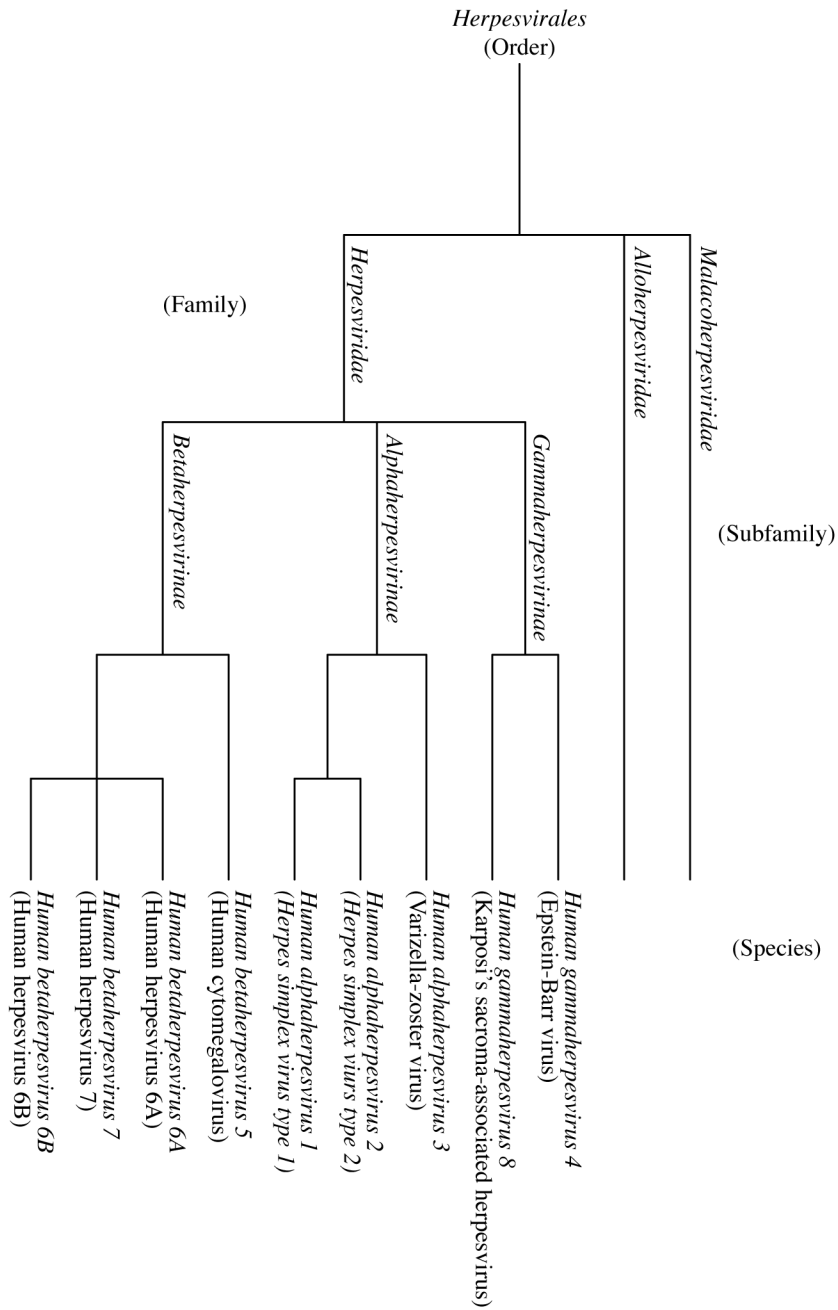 Herpesvirales
(Order)
Malacoherpesviridae
Alloherpesviridae
Herpesviridae
(Family)
Gammaherpesvirinae
Alphaherpesvirinae
Betaherpesvirinae
(Subfamily)
(Species)
Human gammaherpesvirus 4
(Epstein-Barr virus)
Human gammaherpesvirus 8
(Karposi's sacroma-associated herpesvirus)
Human alphaherpesvirus 3
(Varizella-zoster virus)
Human alphaherpesvirus 2
(Herpes simplex viurs type 2)
Human alphaherpesvirus 1
(Herpes simplex virus type 1)
Human betaherpesvirus 5
(Human cytomegalovirus)
Human betaherpesvirus 6A
(Human herpesvirus 6A)
Human betaherpesvirus 7
(Human herpesvirus 7)
Human betaherpesvirus 6B
(Human herpesvirus 6B)